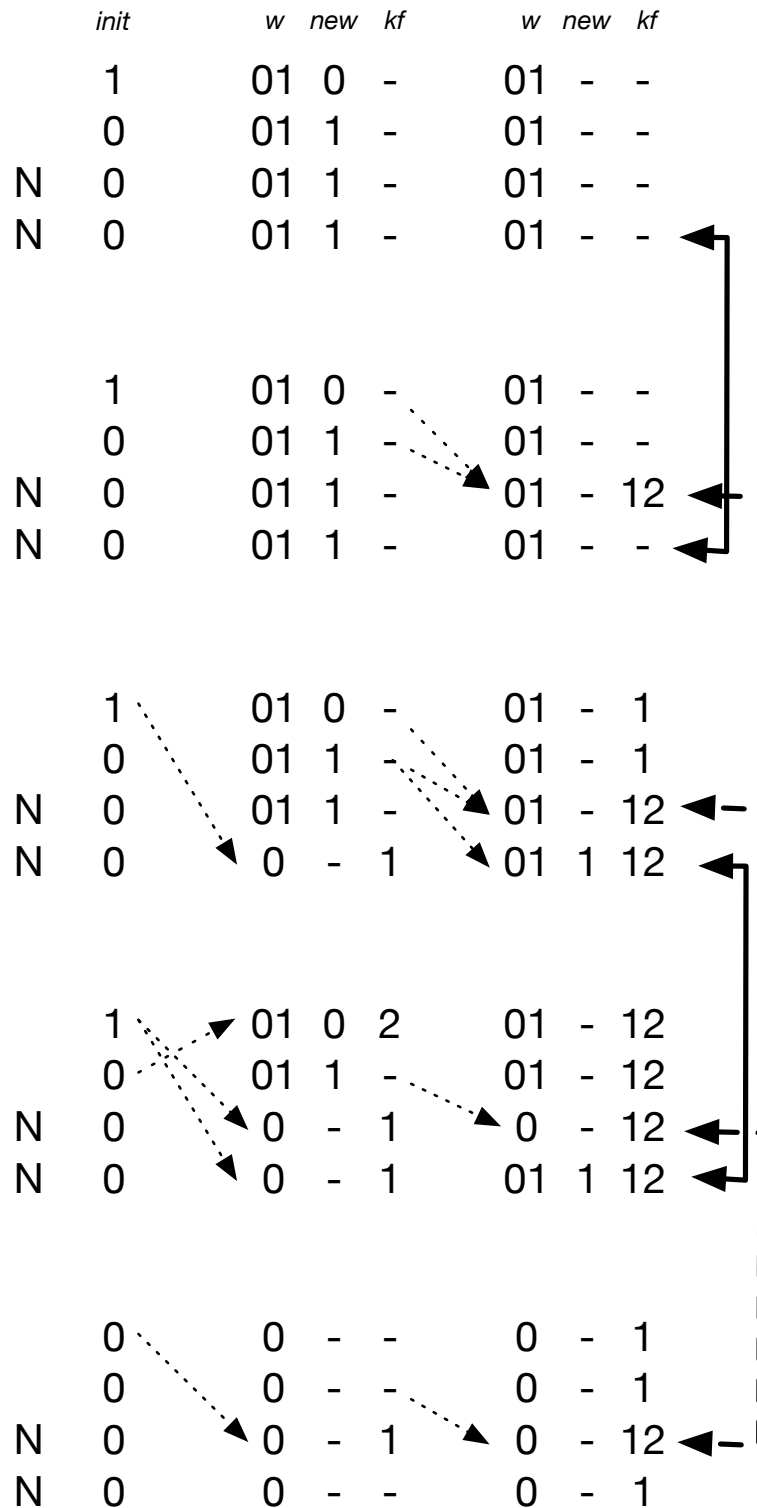 init w new kf w new kf
1 01 0 - 01 - -
0 01 1 - 01 - -
N 0 01 1 - 01 - -
N 0 01 1 - 01 - -
1 01 0 - 01 - -
0 01 1 - 01 - -
N 0 01 1 - 01 - 12
N 0 01 1 - 01 - -
1 01 0 - 01 - 1
0 01 1 - 01 - 1
N 0 01 1 - 01 - 12
N 0 0 - 1 01 1 12
1 01 0 2 01 - 12
0 01 1 - 01 - 12
N 0 0 - 1 0 - 12
N 0 0 - 1 01 1 12
0 0 - - 0 - 1
0 0 - - 0 - 1
N 0 0 - 1 0 - 12
N 0 0 - - 0 - 1